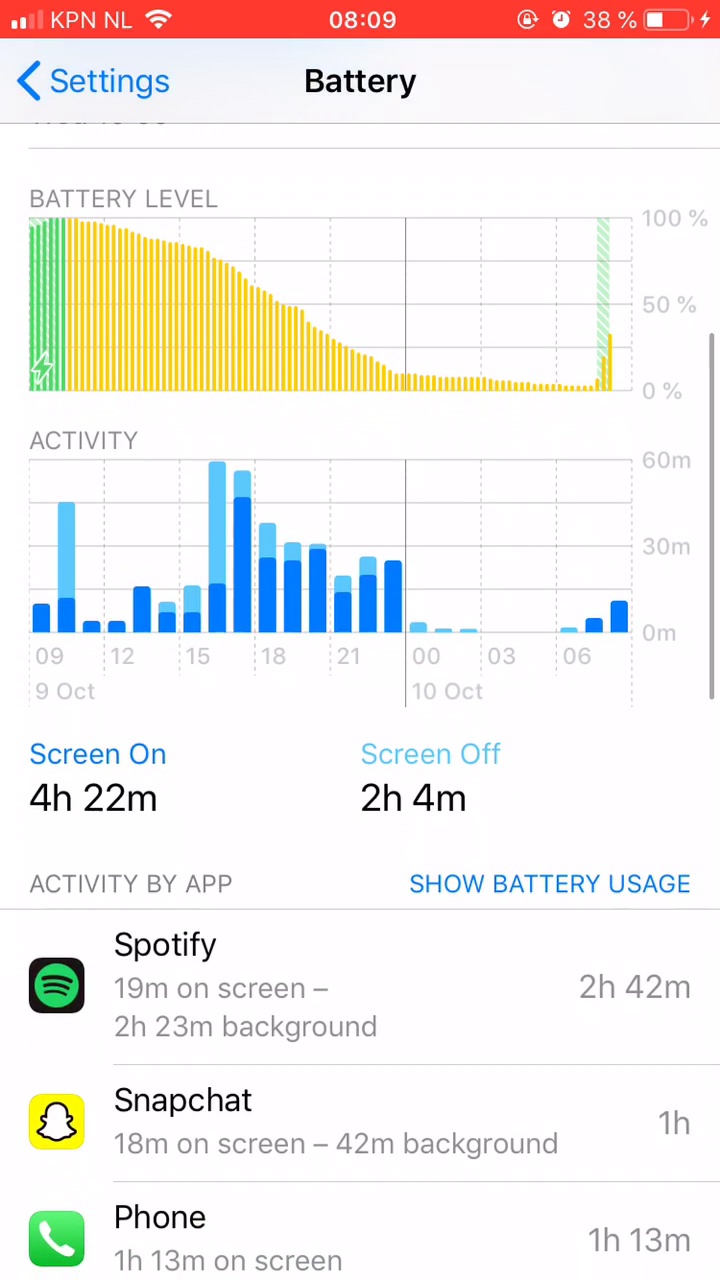 KPN NL 08:09 38 %
Settings Battery
BATTERY LEVEL
100 %
50 %
0 %
ACTIVITY
60m
30m
0m
09 12 15 18 21 00 03 06
9 Oct 10 Oct
Screen On Screen Off
4h 22m 2h 4m
ACTIVITY BY APP SHOW BATTERY USAGE
Spotify
19m on screen –
2h 42m
2h 23m background
Snapchat
1h
18m on screen – 42m background
Phone
1h 13m
1h 13m on screen